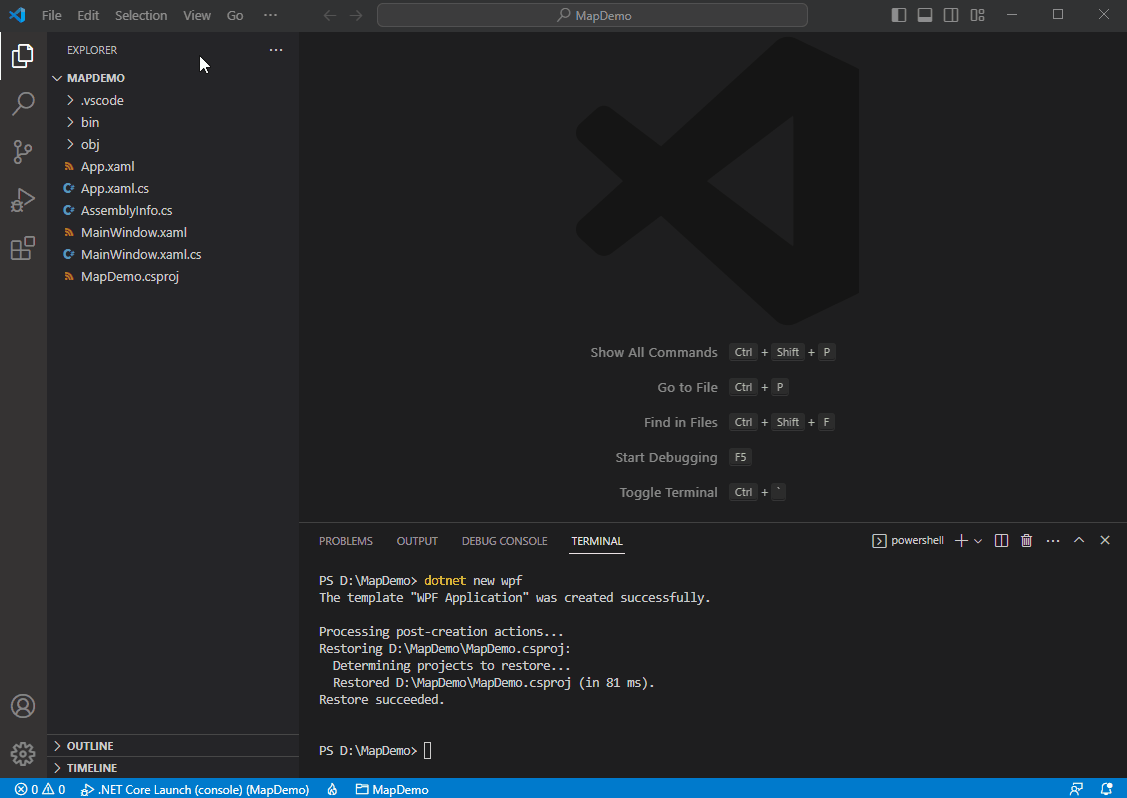 File Edit Selection View Go ··· MapDemo
EXPLORER ···
MAPDEMO
.vscode
bin
obj
App.xaml
App.xaml.cs
AssemblyInfo.cs
MainWindow.xaml
MainWindow.xaml.cs
MapDemo.csproj
OUTLINE
TIMELINE
Show All Commands Ctrl + Shift + P
Go to File Ctrl + P
Find in Files Ctrl + Shift + F
Start Debugging F5
Toggle Terminal Ctrl + `
PROBLEMS OUTPUT DEBUG CONSOLE TERMINAL powershell
PS D:\MapDemo> dotnet new wpf
The template "WPF Application" was created successfully.
Processing post-creation actions...
Restoring D:\MapDemo\MapDemo.csproj:
Determining projects to restore...
Restored D:\MapDemo\MapDemo.csproj (in 81 ms).
Restore succeeded.
PS D:\MapDemo>
0 0 .NET Core Launch (console) (MapDemo) MapDemo